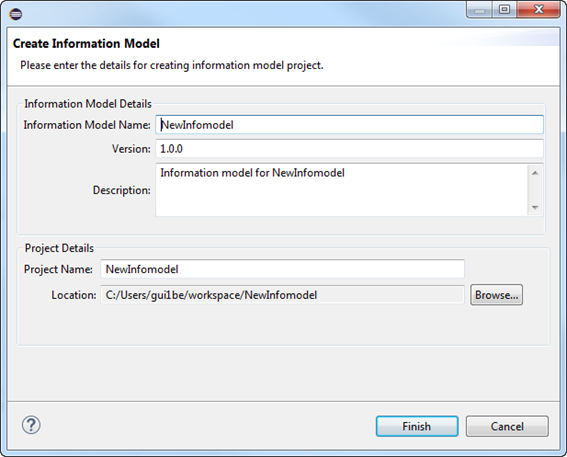 Create Information Model
Please enter the details for creating information model project.
Information Model Details
Information Model Name: NewInfomodel
Version: 1.0.0
Description: Information model for NewInfomodel
Project Details
Project Name: NewInfomodel
Location: C:/Users/gui1be/workspace/NewInfomodel Browse...
? Finish Cancel